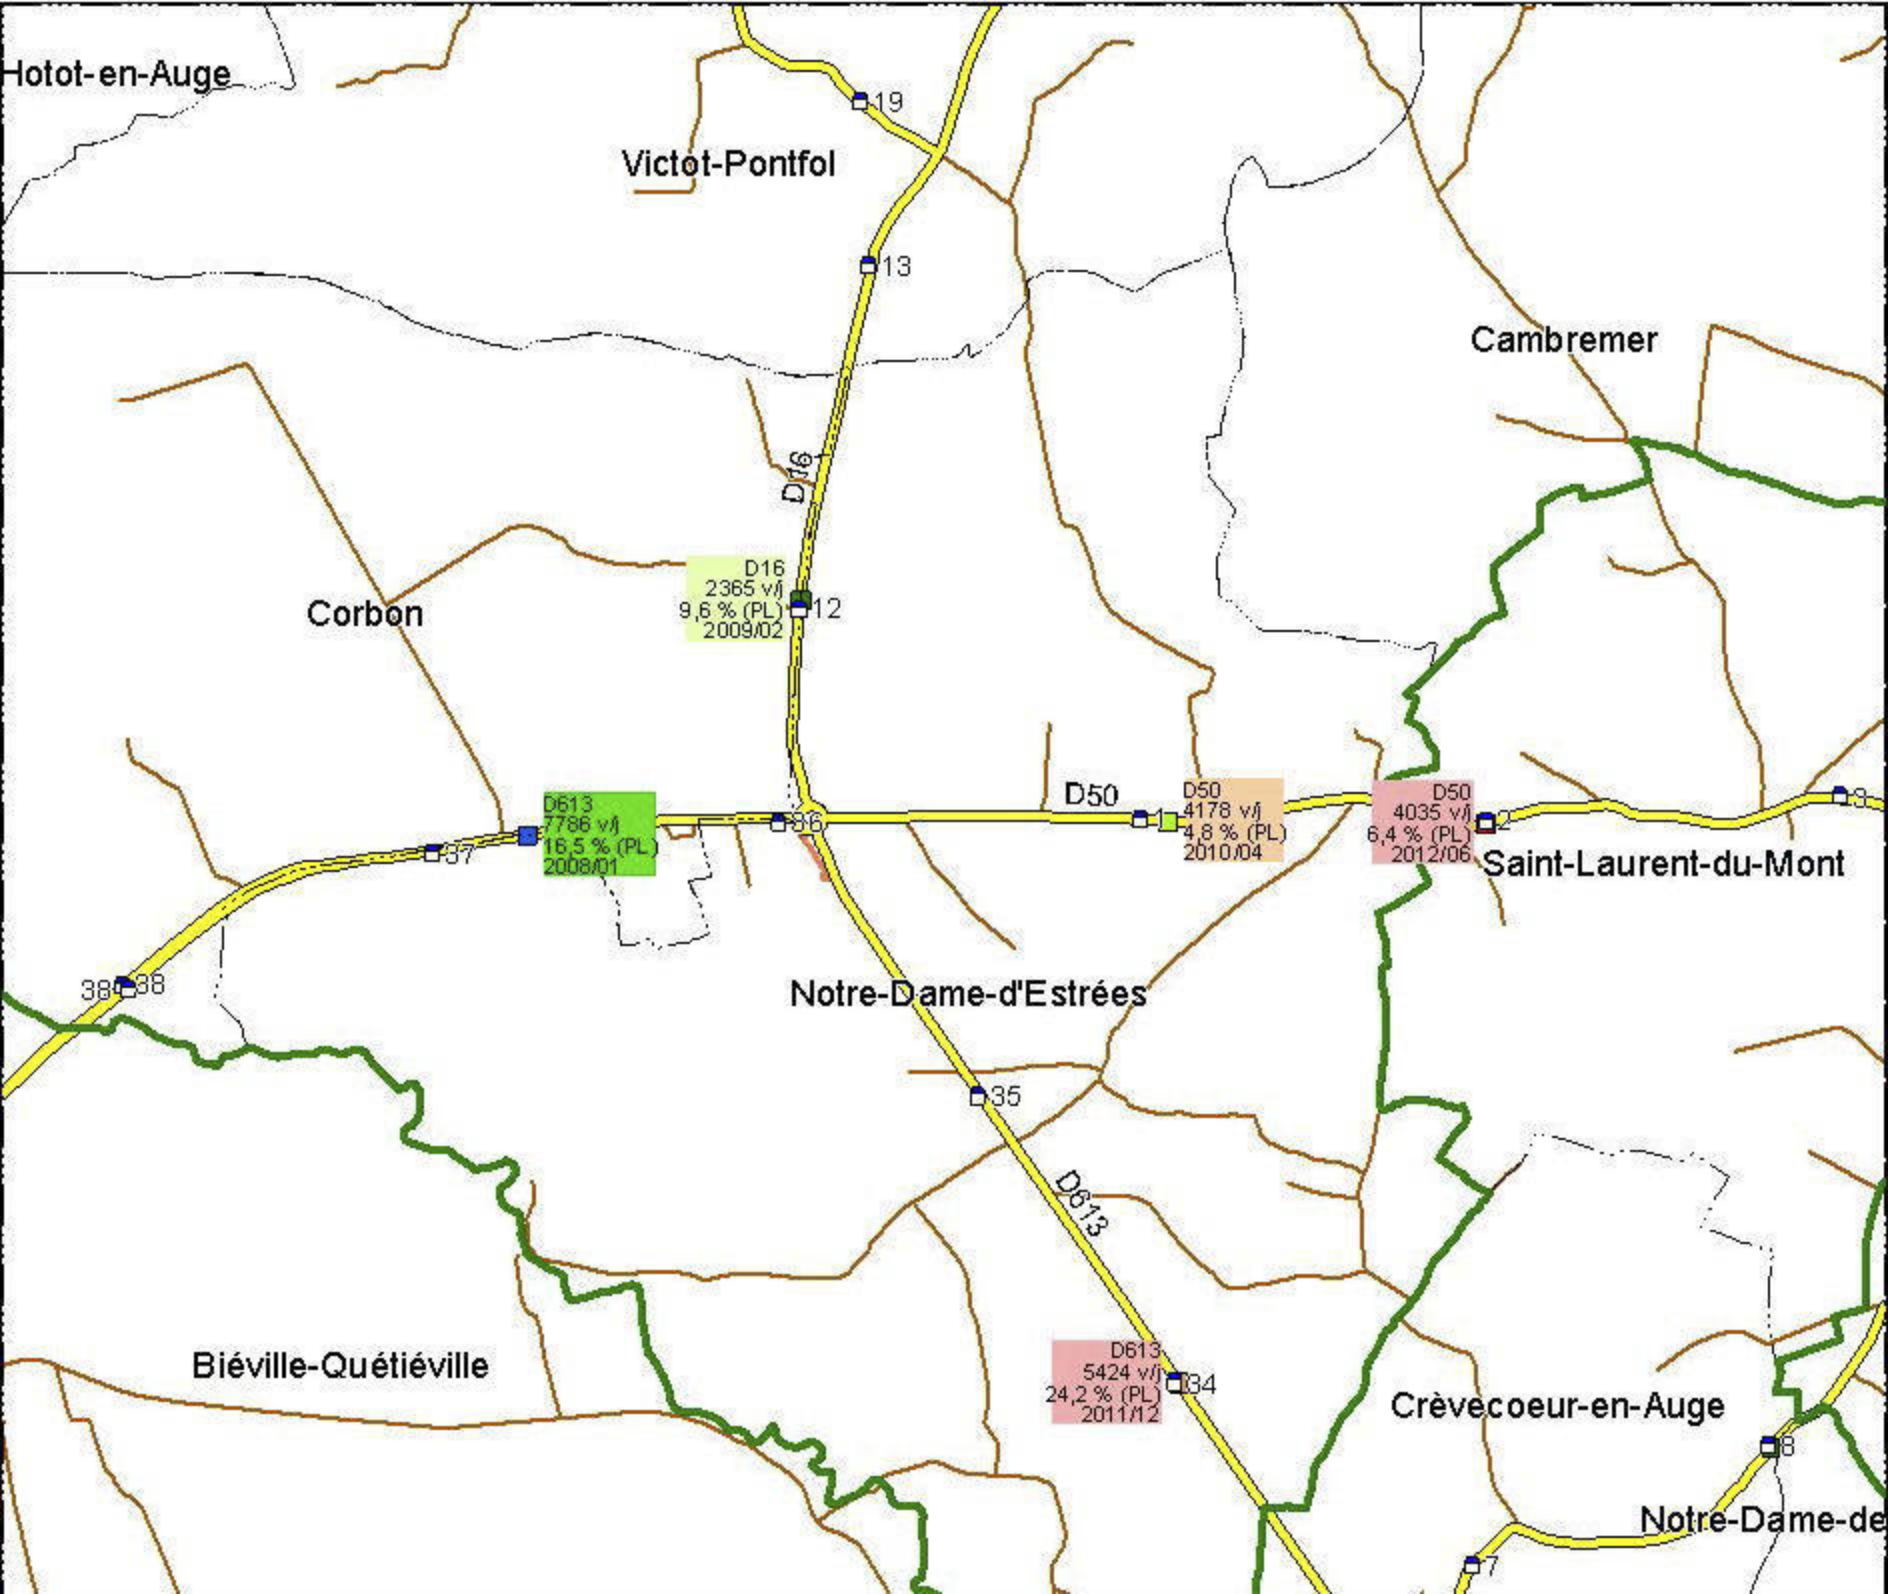 Hotot-en-Auge
19
Victot-Pontfol
13
Cambremer
D16
D16
2365 v/j
9,6 % (PL)
2009/02
12
Corbon
D613
7786 v/j
16,5 % (PL)
2008/01
37
36
D50
1
D50
4178 v/j
4,8 % (PL)
2010/04
D50
4035 v/j
6,4 % (PL)
2012/06
2
3
Saint-Laurent-du-Mont
38
38
Notre-Dame-d'Estrées
35
D613
D613
5424 v/j
24,2 % (PL)
2011/12
34
Biéville-Quétiéville
Crèvecoeur-en-Auge
8
Notre-Dame-de
7